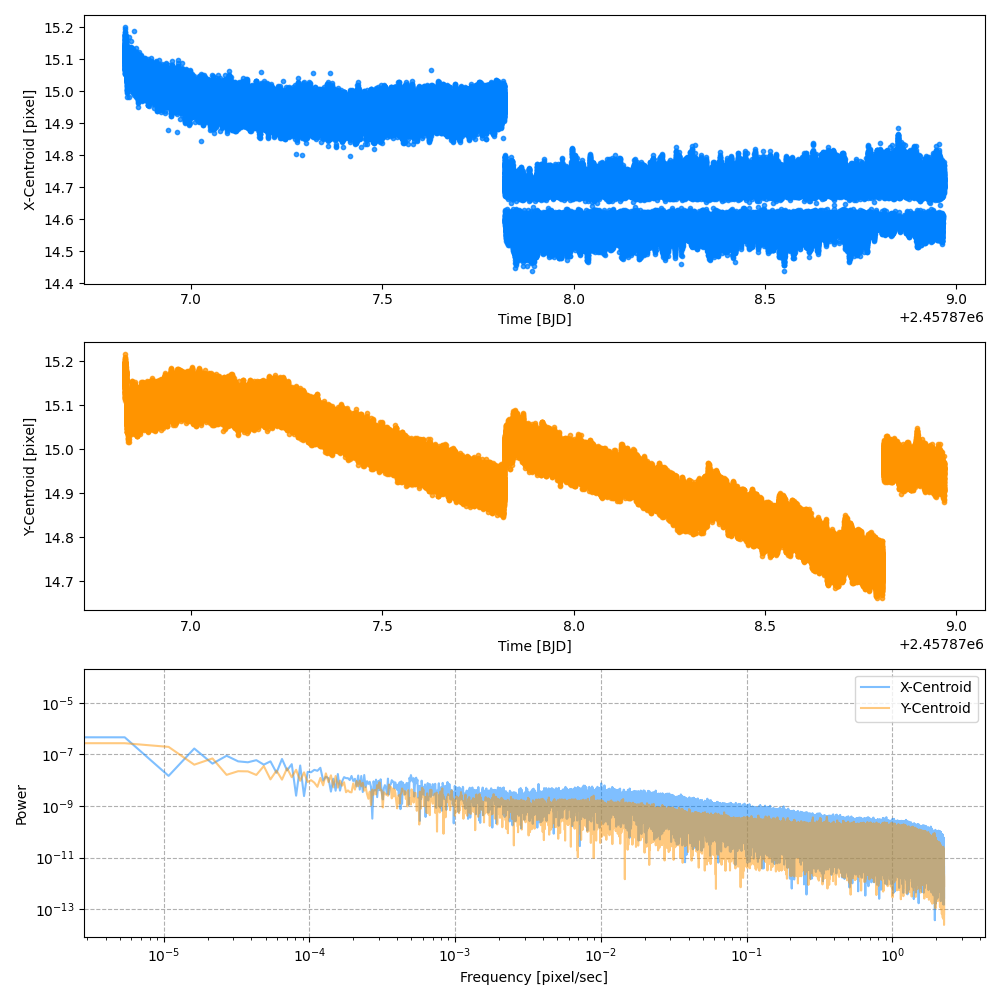 15.2
15.1
15.0
14.9
14.8
14.7
14.6
14.5
14.4
X-Centroid [pixel]
7.0 7.5 8.0 8.5 9.0
Time [BJD]
+2.45787e6
15.2
15.1
15.0
14.9
14.8
14.7
Y-Centroid [pixel]
7.0 7.5 8.0 8.5 9.0
Time [BJD]
+2.45787e6
X-Centroid
Y-Centroid
10⁻⁵
10⁻⁷
10⁻⁹
10⁻¹¹
10⁻¹³
Power
10⁻⁵ 10⁻⁴ 10⁻³ 10⁻² 10⁻¹ 10⁰
Frequency [pixel/sec]